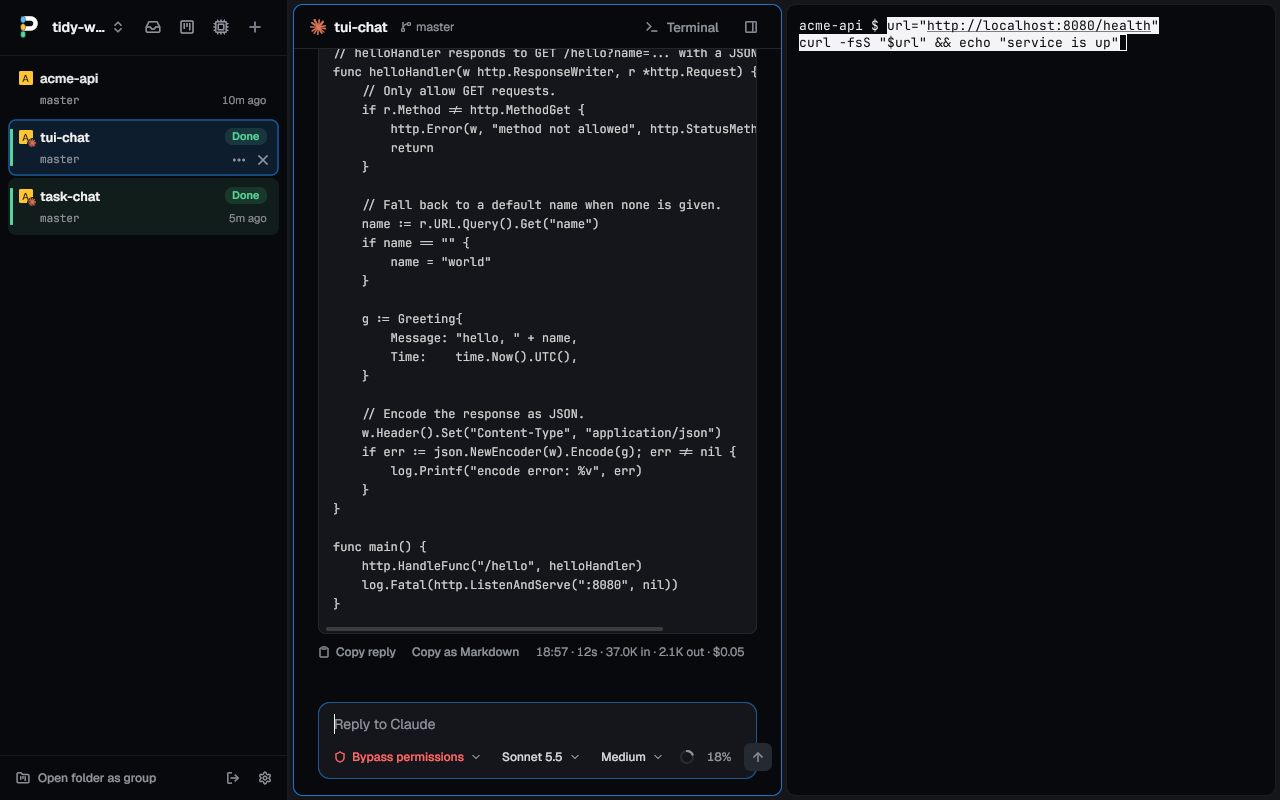 tidy-w...
A acme-api
master 10m ago
A tui-chat Done
master
A task-chat Done
master 5m ago
Open folder as group
tui-chat master Terminal
// helloHandler responds to GET /hello?name=... with a JSON
func helloHandler(w http.ResponseWriter, r *http.Request) {
    // Only allow GET requests.
    if r.Method != http.MethodGet {
        http.Error(w, "method not allowed", http.StatusMeth
        return
    }

    // Fall back to a default name when none is given.
    name := r.URL.Query().Get("name")
    if name == "" {
        name = "world"
    }

    g := Greeting{
        Message: "hello, " + name,
        Time:    time.Now().UTC(),
    }

    // Encode the response as JSON.
    w.Header().Set("Content-Type", "application/json")
    if err := json.NewEncoder(w).Encode(g); err != nil {
        log.Printf("encode error: %v", err)
    }
}

func main() {
    http.HandleFunc("/hello", helloHandler)
    log.Fatal(http.ListenAndServe(":8080", nil))
}
Copy reply Copy as Markdown 18:57 · 12s · 37.0K in · 2.1K out · $0.05
Reply to Claude
Bypass permissions Sonnet 5.5 Medium 18%
acme-api $ url="http://localhost:8080/health"
curl -fsS "$url" && echo "service is up"